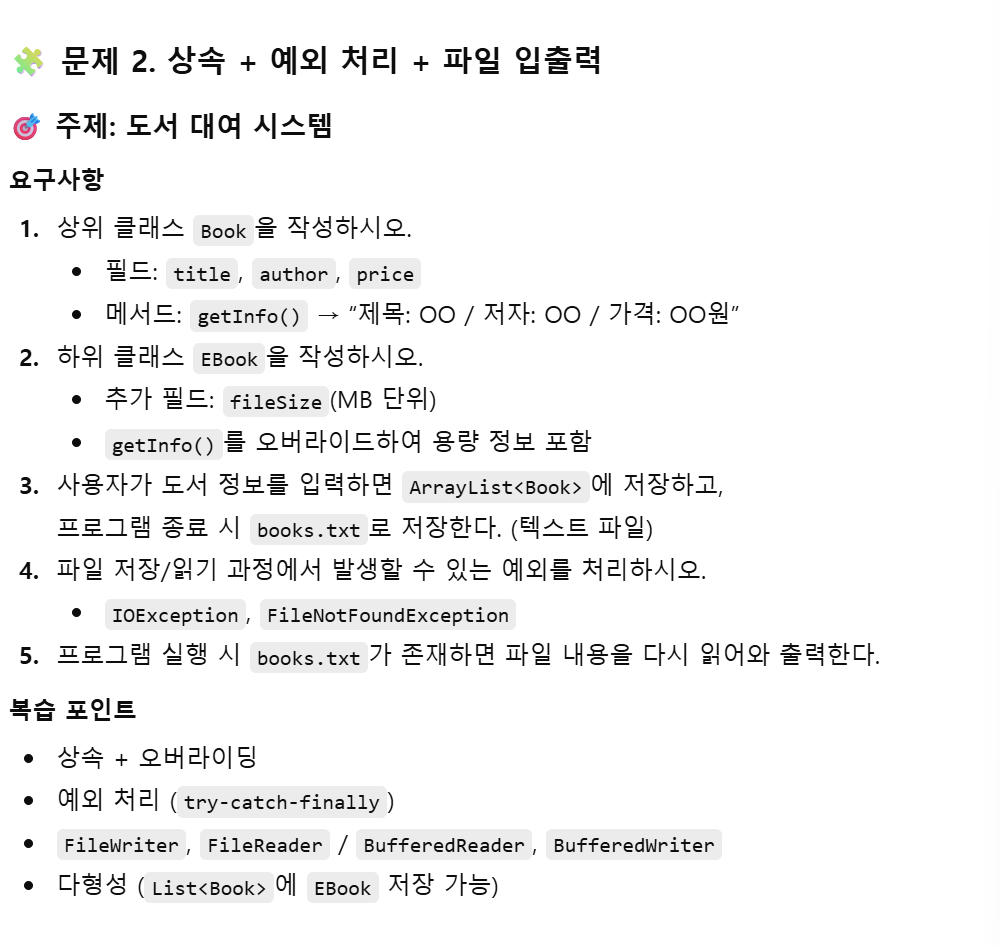 문제 2. 상속 + 예외 처리 + 파일 입출력
주제: 도서 대여 시스템
요구사항
1. 상위 클래스 Book을 작성하시오.
• 필드: title, author, price
• 메서드: getInfo() → “제목: OO / 저자: OO / 가격: OO원”
2. 하위 클래스 EBook을 작성하시오.
• 추가 필드: fileSize(MB 단위)
• getInfo()를 오버라이드하여 용량 정보 포함
3. 사용자가 도서 정보를 입력하면 ArrayList<Book>에 저장하고,
프로그램 종료 시 books.txt로 저장한다. (텍스트 파일)
4. 파일 저장/읽기 과정에서 발생할 수 있는 예외를 처리하시오.
• IOException, FileNotFoundException
5. 프로그램 실행 시 books.txt가 존재하면 파일 내용을 다시 읽어와 출력한다.
복습 포인트
• 상속 + 오버라이딩
• 예외 처리 (try-catch-finally)
• FileWriter, FileReader / BufferedReader, BufferedWriter
• 다형성 (List<Book>에 EBook 저장 가능)